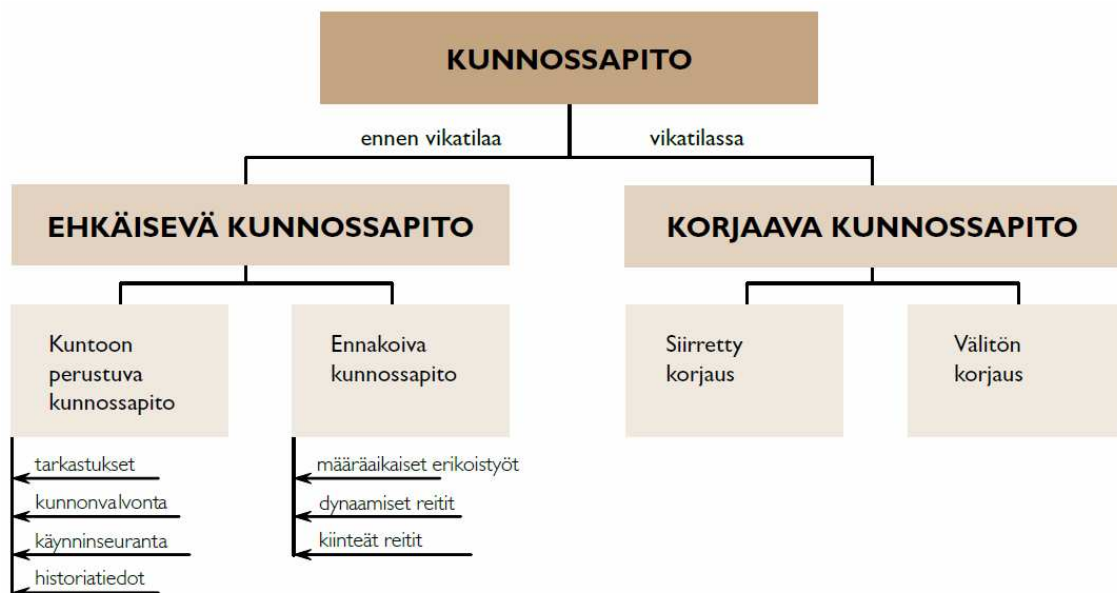 KUNNOSSAPITO
ennen vikatilaa
vikatilassa
EHKÄISEVÄ KUNNOSSAPITO
KORJAAVA KUNNOSSAPITO
Kuntoon
perustuva
kunnossapito
Ennakoiva
kunnossapito
Siirretty
korjaus
Välitön
korjaus
tarkastukset
kunnonvalvonta
käynninseuranta
historiatiedot
määräaikaiset erikoistyöt
dynaamiset reitit
kiinteät reitit